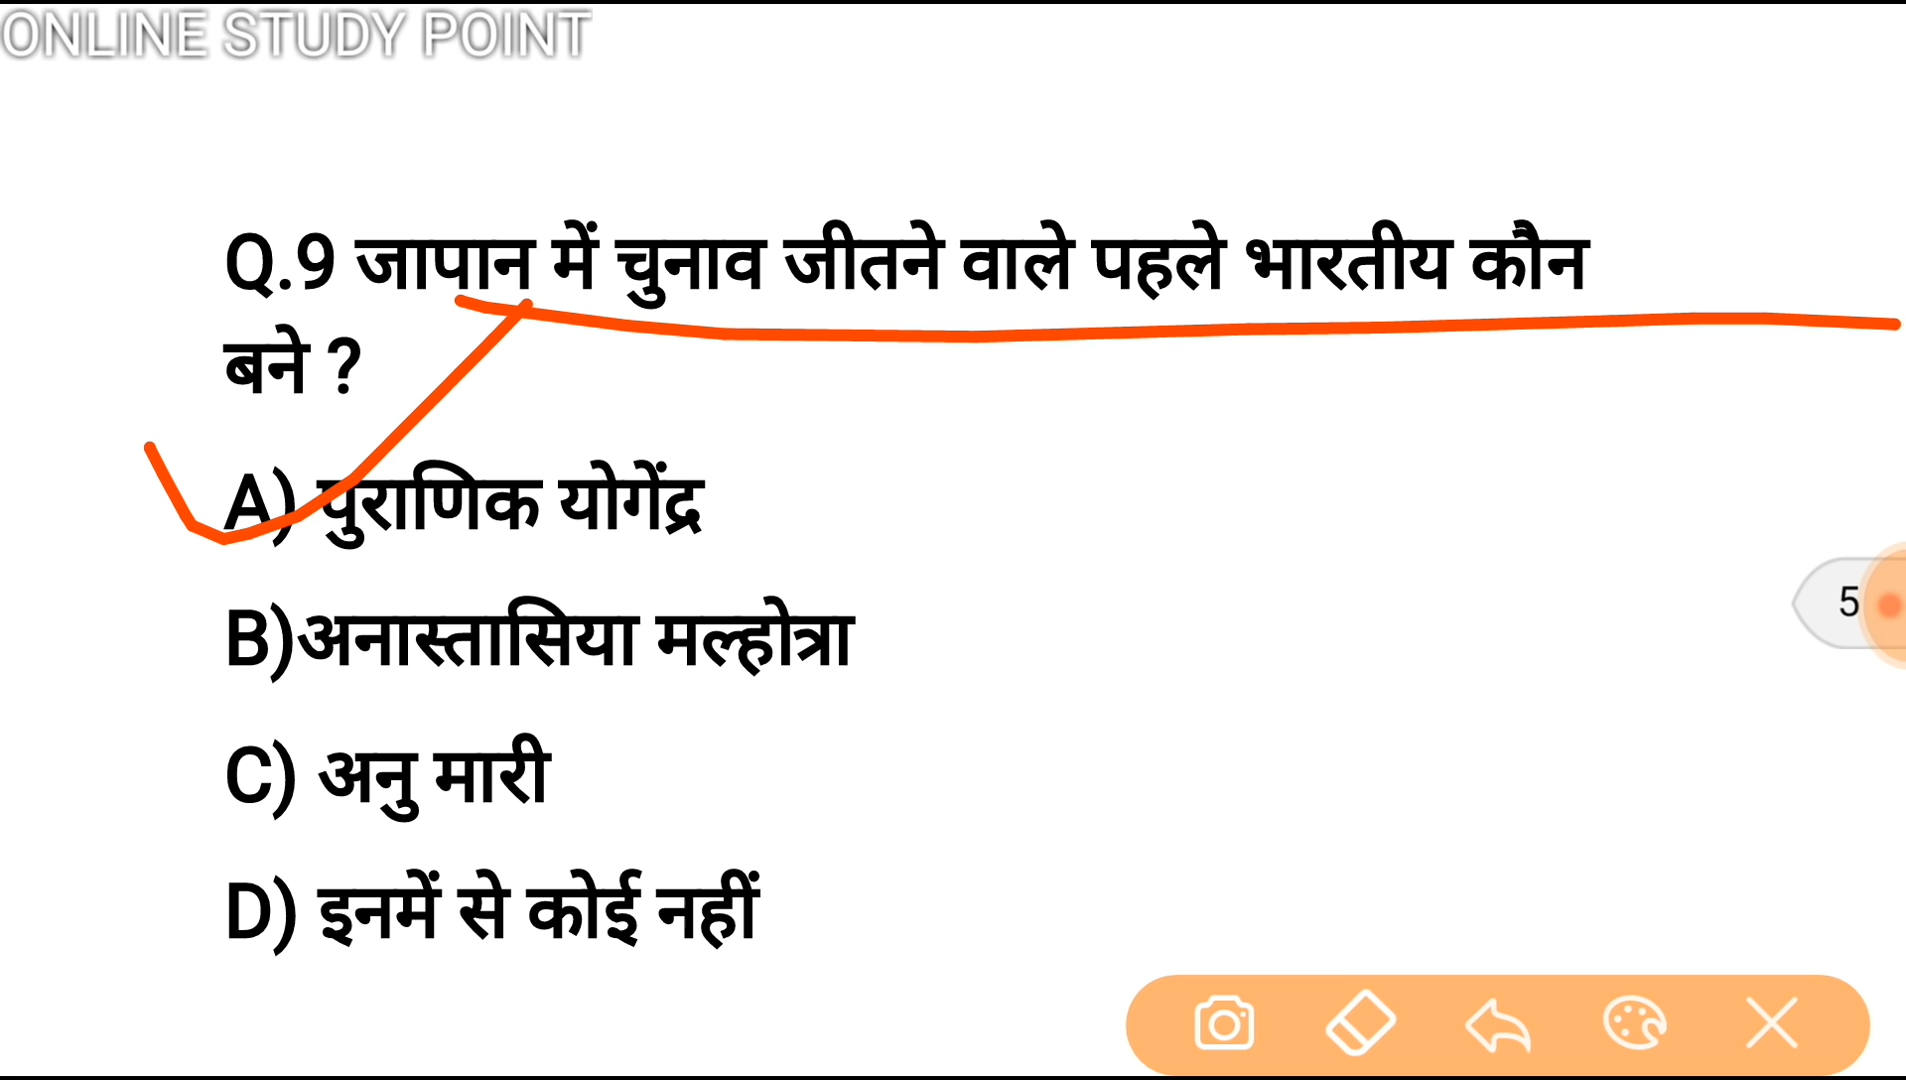 ONLINE STUDY POINT
Q.9 जापान में चुनाव जीतने वाले पहले भारतीय कौन
बने ?
A) पुराणिक योगेंद्र
B)अनास्तासिया मल्होत्रा
C) अनु मारी
D) इनमें से कोई नहीं
5